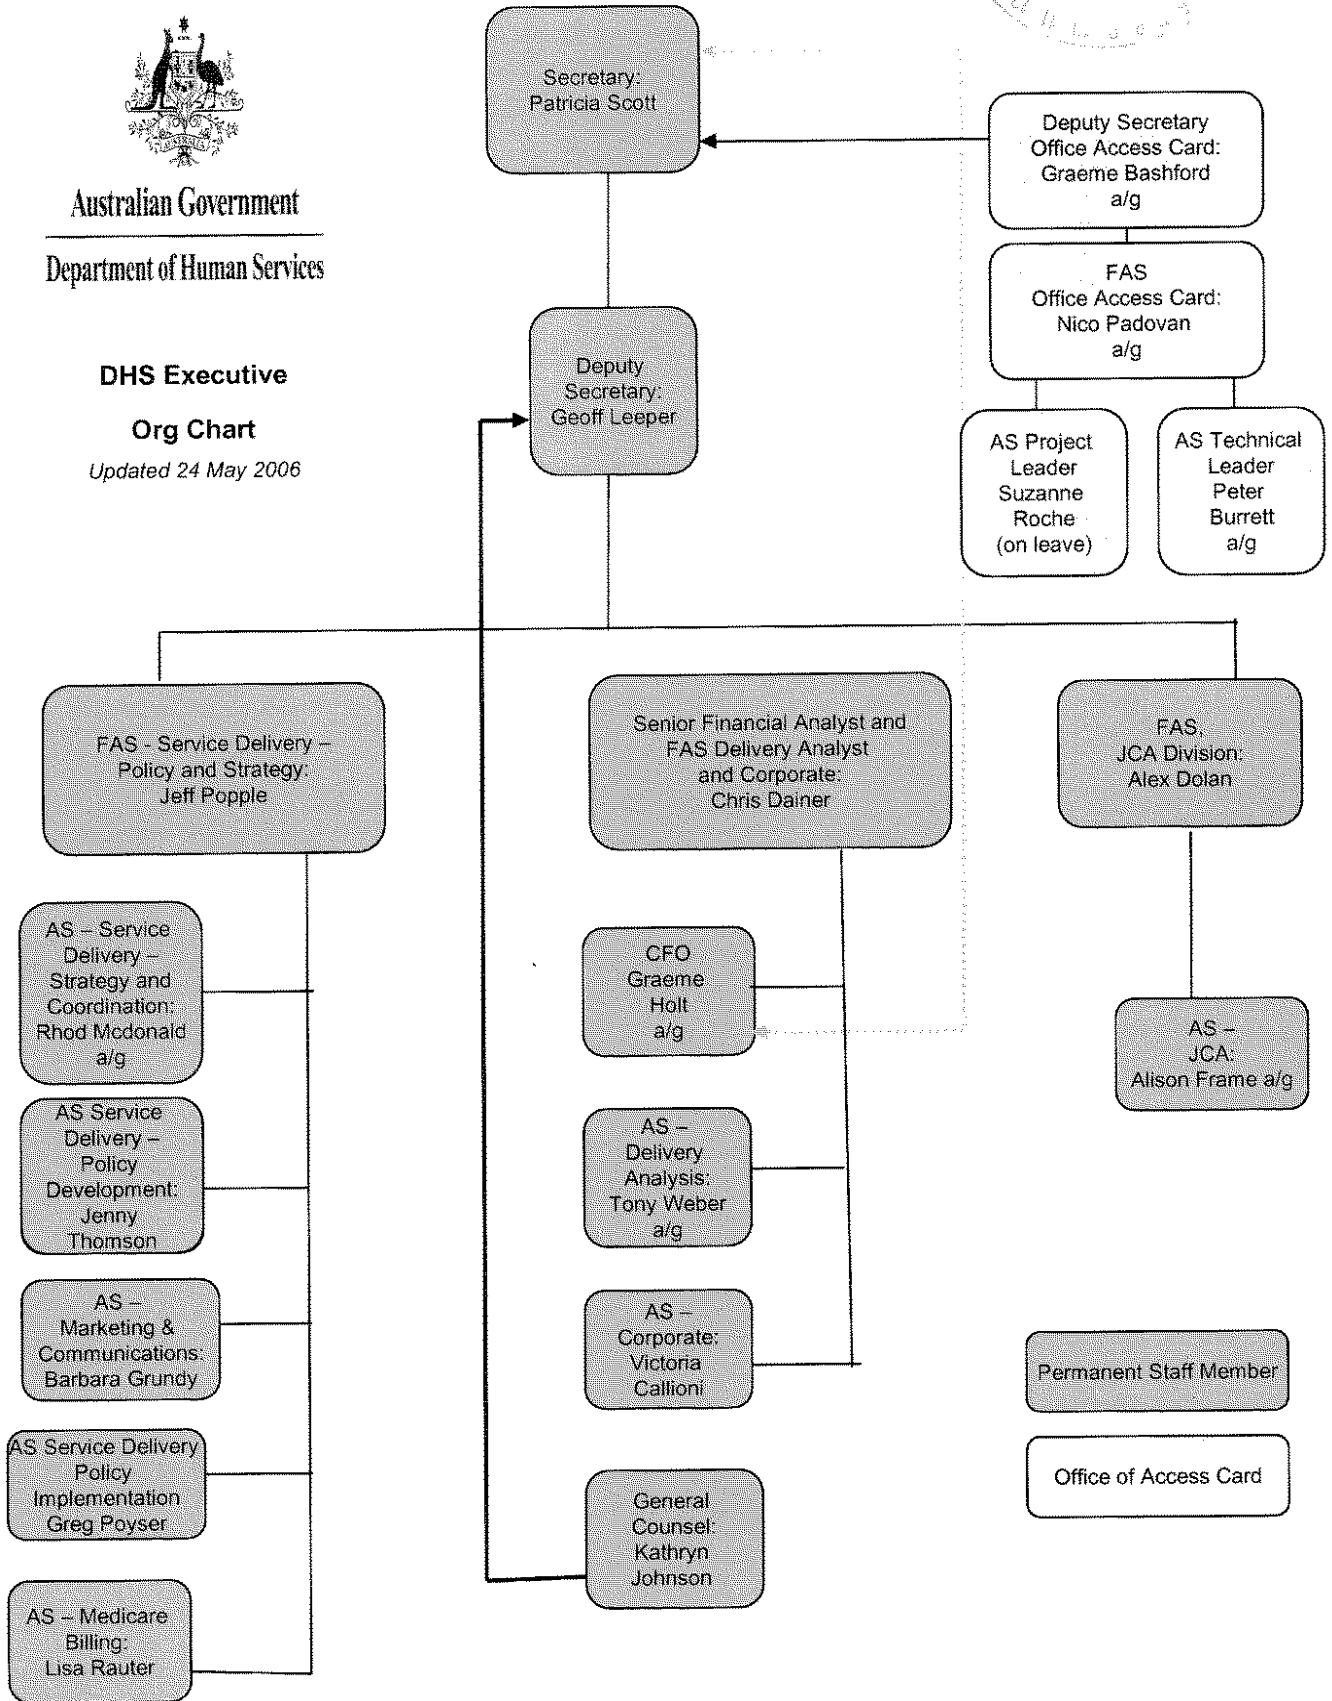 Australian Government
Department of Human Services
DHS Executive
Org Chart
Updated 24 May 2006
Secretary:
Patricia Scott
Deputy Secretary
Office Access Card:
Graeme Bashford
a/g
FAS
Office Access Card:
Nico Padovan
a/g
AS Project
Leader
Suzanne
Roche
(on leave)
AS Technical
Leader
Peter
Burrett
a/g
Deputy
Secretary:
Geoff Leeper
FAS - Service Delivery –
Policy and Strategy:
Jeff Popple
Senior Financial Analyst and
FAS Delivery Analyst
and Corporate:
Chris Dainer
FAS,
JCA Division:
Alex Dolan
AS – Service
Delivery –
Strategy and
Coordination:
Rhod Mcdonald
a/g
AS Service
Delivery –
Policy
Development:
Jenny
Thomson
AS –
Marketing &
Communications:
Barbara Grundy
AS Service Delivery
Policy
Implementation
Greg Poyser
AS – Medicare
Billing:
Lisa Rauter
CFO
Graeme
Holt
a/g
AS –
Delivery
Analysis:
Tony Weber
a/g
AS –
Corporate:
Victoria
Callioni
General
Counsel:
Kathryn
Johnson
AS –
JCA:
Alison Frame a/g
Permanent Staff Member
Office of Access Card